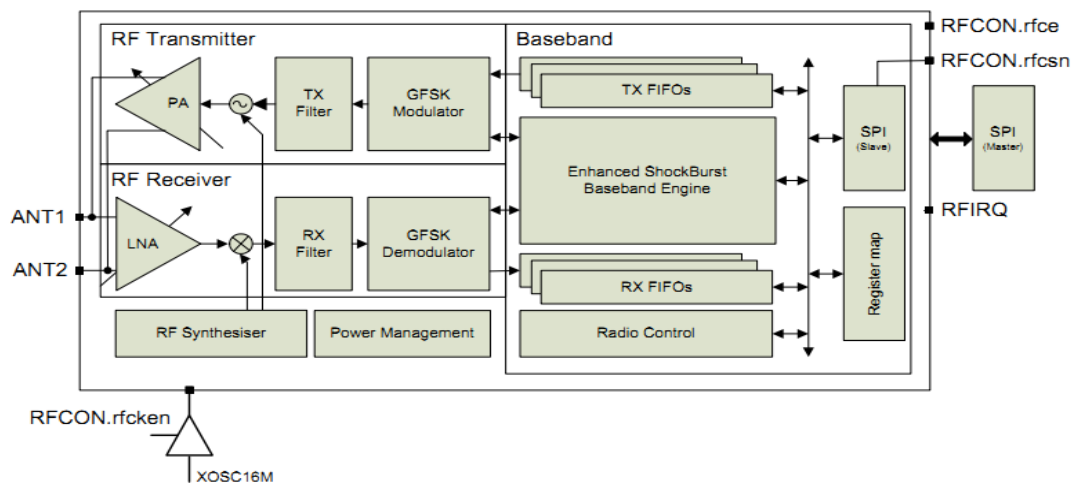 RF Transmitter
Baseband
RFCON.rfce
RFCON.rfcsn
PA
TX
Filter
GFSK
Modulator
TX FIFOs
SPI
(Slave)
SPI
(Master)
Enhanced ShockBurst
Baseband Engine
RF Receiver
ANT1
LNA
RX
Filter
GFSK
Demodulator
RFIRQ
ANT2
RX FIFOs
Register map
RF Synthesiser
Power Management
Radio Control
RFCON.rfcken
XOSC16M